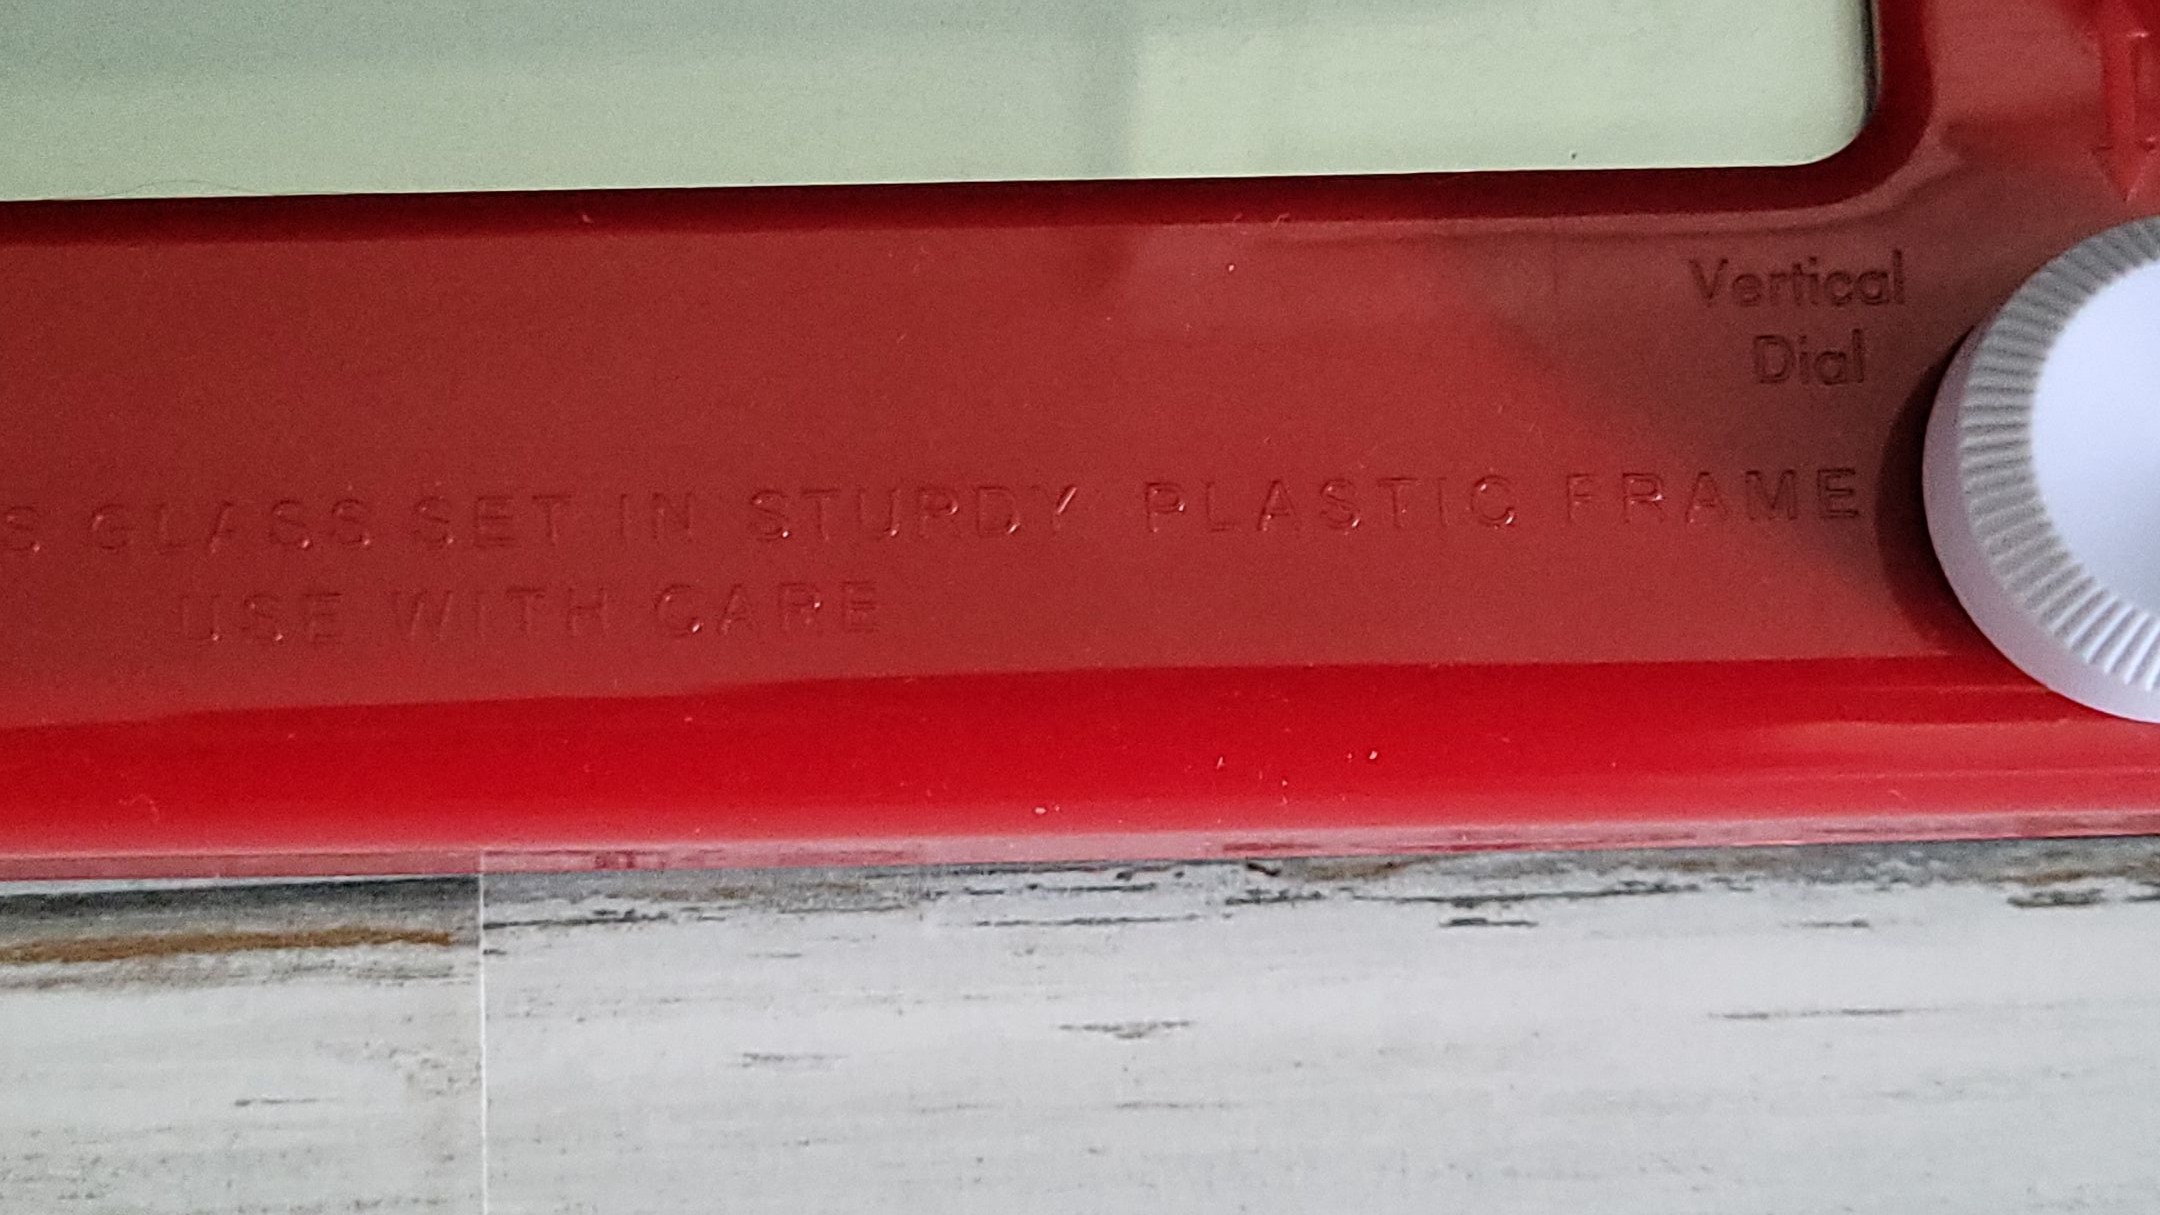 Vertical
Dial
S GLASS SET IN STURDY PLASTIC FRAME
USE WITH CARE